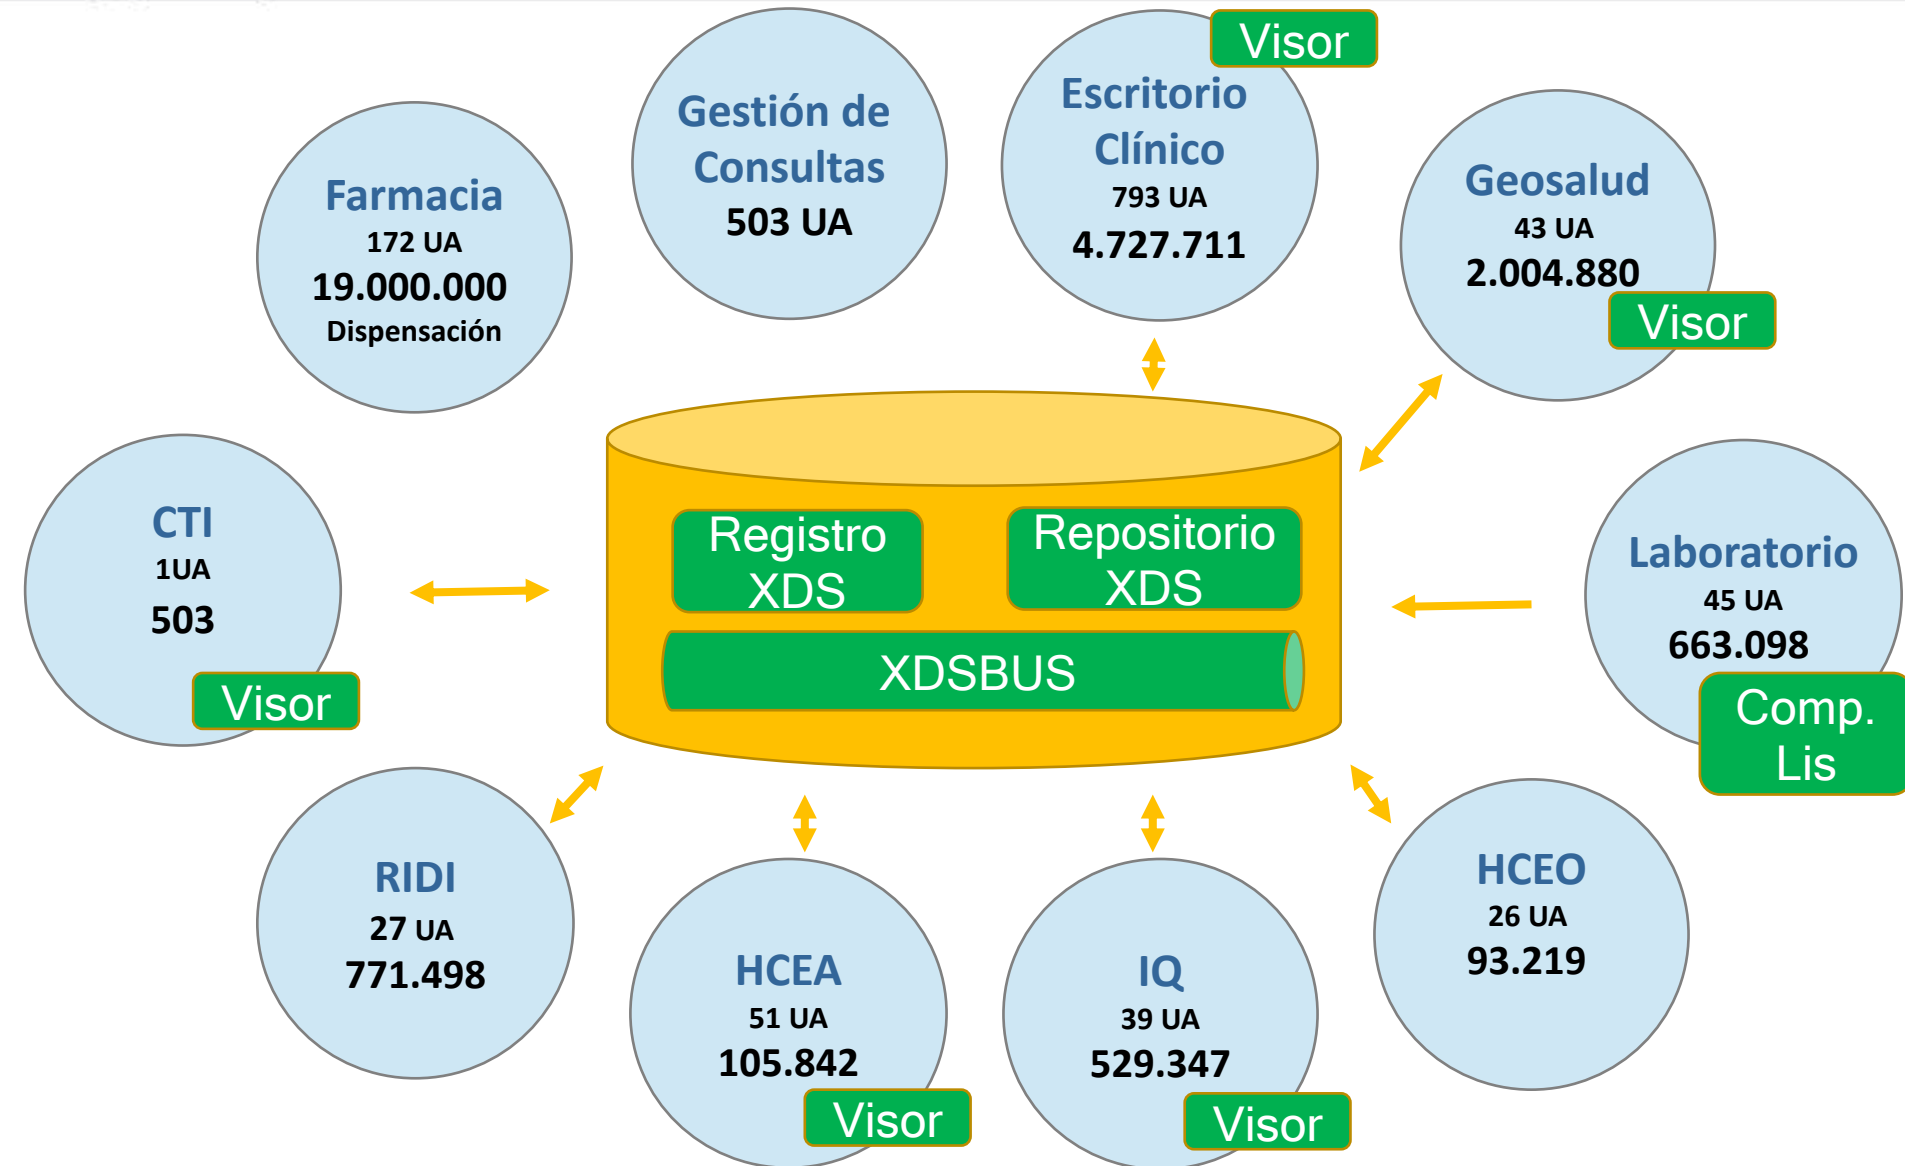 Visor
Gestión de
Consultas
503 UA
Escritorio
Clínico
793 UA
4.727.711
Farmacia
172 UA
19.000.000
Dispensación
Geosalud
43 UA
2.004.880
Visor
CTI
1UA
503
Visor
Registro
XDS
Repositorio
XDS
XDSBUS
Laboratorio
45 UA
663.098
Comp.
Lis
RIDI
27 UA
771.498
HCEA
51 UA
105.842
Visor
IQ
39 UA
529.347
Visor
HCEO
26 UA
93.219